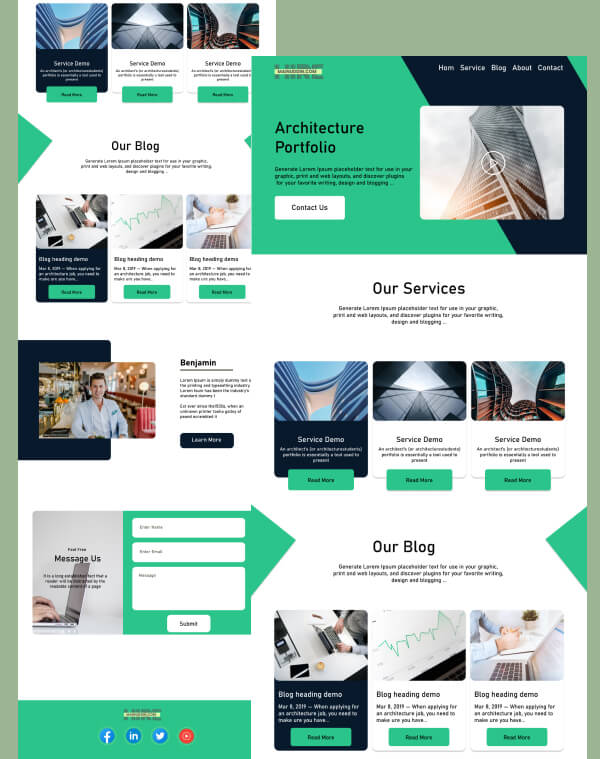 Service Demo
An architect's (or architecturestudents)
portfolio is essentially a tool used to
present
Read More
Service Demo
An architect's (or architecturestudents)
portfolio is essentially a tool used to
present
Read More
Service Demo
An architect's (or architecturestudents)
portfolio is essentially a tool used to
present
Read More
Our Blog
Generate Lorem Ipsum placeholder text for use in your graphic,
print and web layouts, and discover plugins
for your favorite writing, design and blogging ...
Blog heading demo
Mar 8, 2019 — When applying for
an architecture job, you need to
make ure you have...
Read More
Blog heading demo
Mar 8, 2019 — When applying for
an architecture job, you need to
make ure you have...
Read More
Blog heading demo
Mar 8, 2019 — When applying
an architecture job, you need
make ure you have...
Read More
Benjamin
Lorem Ipsum is simply dummy text o
the printing and typesetting industry.
Lorem Ipsum has been the industry's
standard dummy t
Est ever since the1500s, when an
unknown printer tooka galley of
Learn More
Feel Free
Message Us
It is a long established fact that a
reader will be distracted by the
readable content of a page
Enter Name
Enter Email
Message
Submit
MAINUDDIN.COM
MAINUDDIN.COM
Hom Service Blog About Contact
Architecture
Portfolio
Generate Lorem Ipsum placeholder text for use in your
graphic, print and web layouts, and discover plugins
for your favorite writing, design and blogging ...
Contact Us
Our Services
Generate Lorem Ipsum placeholder text for use in your graphic,
print and web layouts, and discover plugins for your favorite writing,
design and blogging ...
Service Demo
An architect's (or architecturestudents)
portfolio is essentially a tool used to
present
Read More
Service Demo
An architect's (or architecturestudents)
portfolio is essentially a tool used to
present
Read More
Service Demo
An architect's (or architecturestudents)
portfolio is essentially a tool used to
present
Read More
Our Blog
Generate Lorem Ipsum placeholder text for use in your graphic,
print and web layouts, and discover plugins for your favorite writing,
design and blogging ...
Blog heading demo
Mar 8, 2019 — When applying for
an architecture job, you need to
make ure you have...
Read More
Blog heading demo
Mar 8, 2019 — When applying for
an architecture job, you need to
make ure you have...
Read More
Blog heading demo
Mar 8, 2019 — When applying for
an architecture job, you need to
make ure you have...
Read More